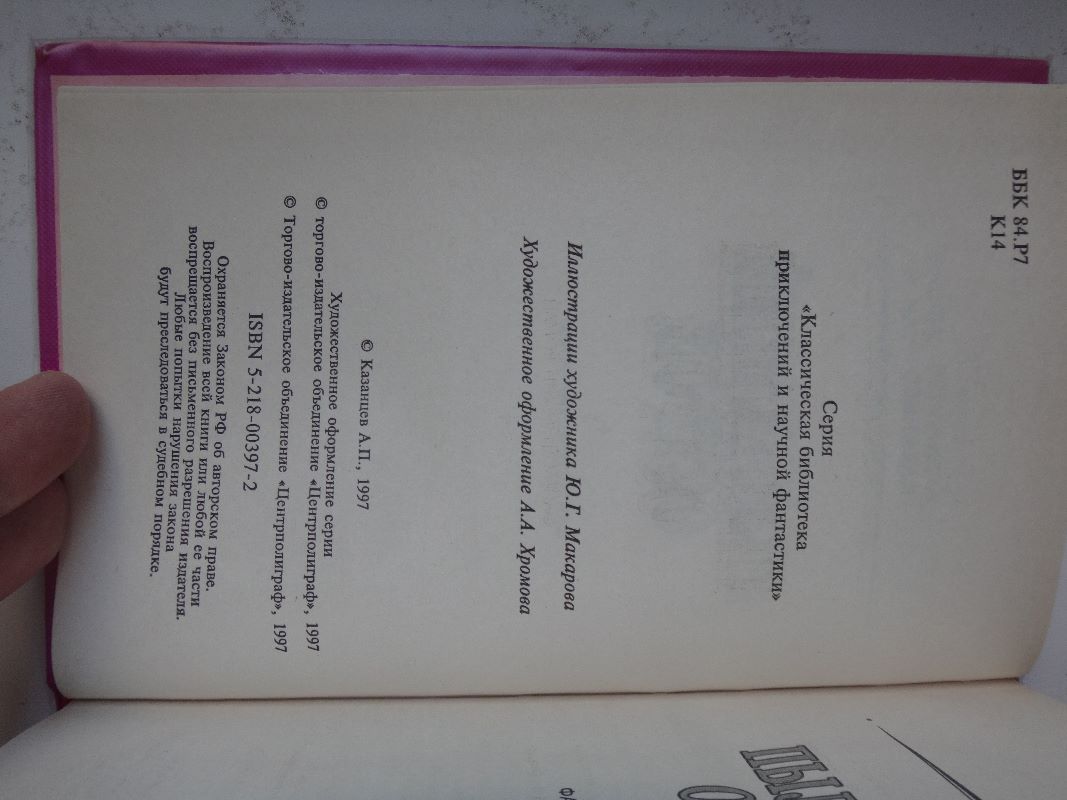 ББК 84.Р7
К14
Серия
«Классическая библиотека
приключений и научной фантастики»
Иллюстрации художника Ю.Г. Макарова
Художественное оформление А.А. Хромова
© Казанцев А.П., 1997
Художественное оформление серии
© торгово-издательское объединение «Центрполиграф», 1997
© Торгово-издательское объединение «Центрполиграф», 1997
ISBN 5-218-00397-2
Охраняется Законом РФ об авторском праве.
Воспроизведение всей книги или любой ее части
воспрещается без письменного разрешения издателя.
Любые попытки нарушения закона
будут преследоваться в судебном порядке.